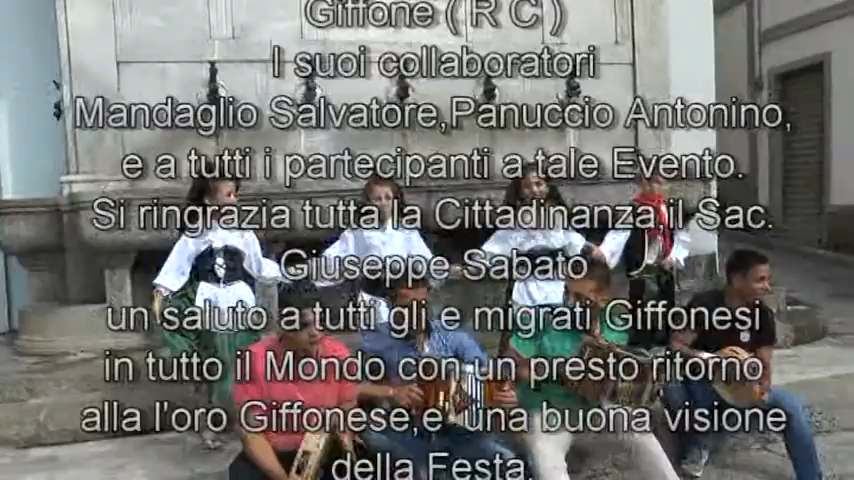 Giffone ( R C )
I suoi collaboratori
Mandaglio Salvatore,Panuccio Antonino,
e a tutti i partecipanti a tale Evento.
Si ringrazia tutta la Cittadinanza,il Sac.
Giuseppe Sabato
un saluto a tutti gli e migrati Giffonesi
in tutto il Mondo,con un presto ritorno
alla l'oro Giffone,e una buona visione
della Festa.